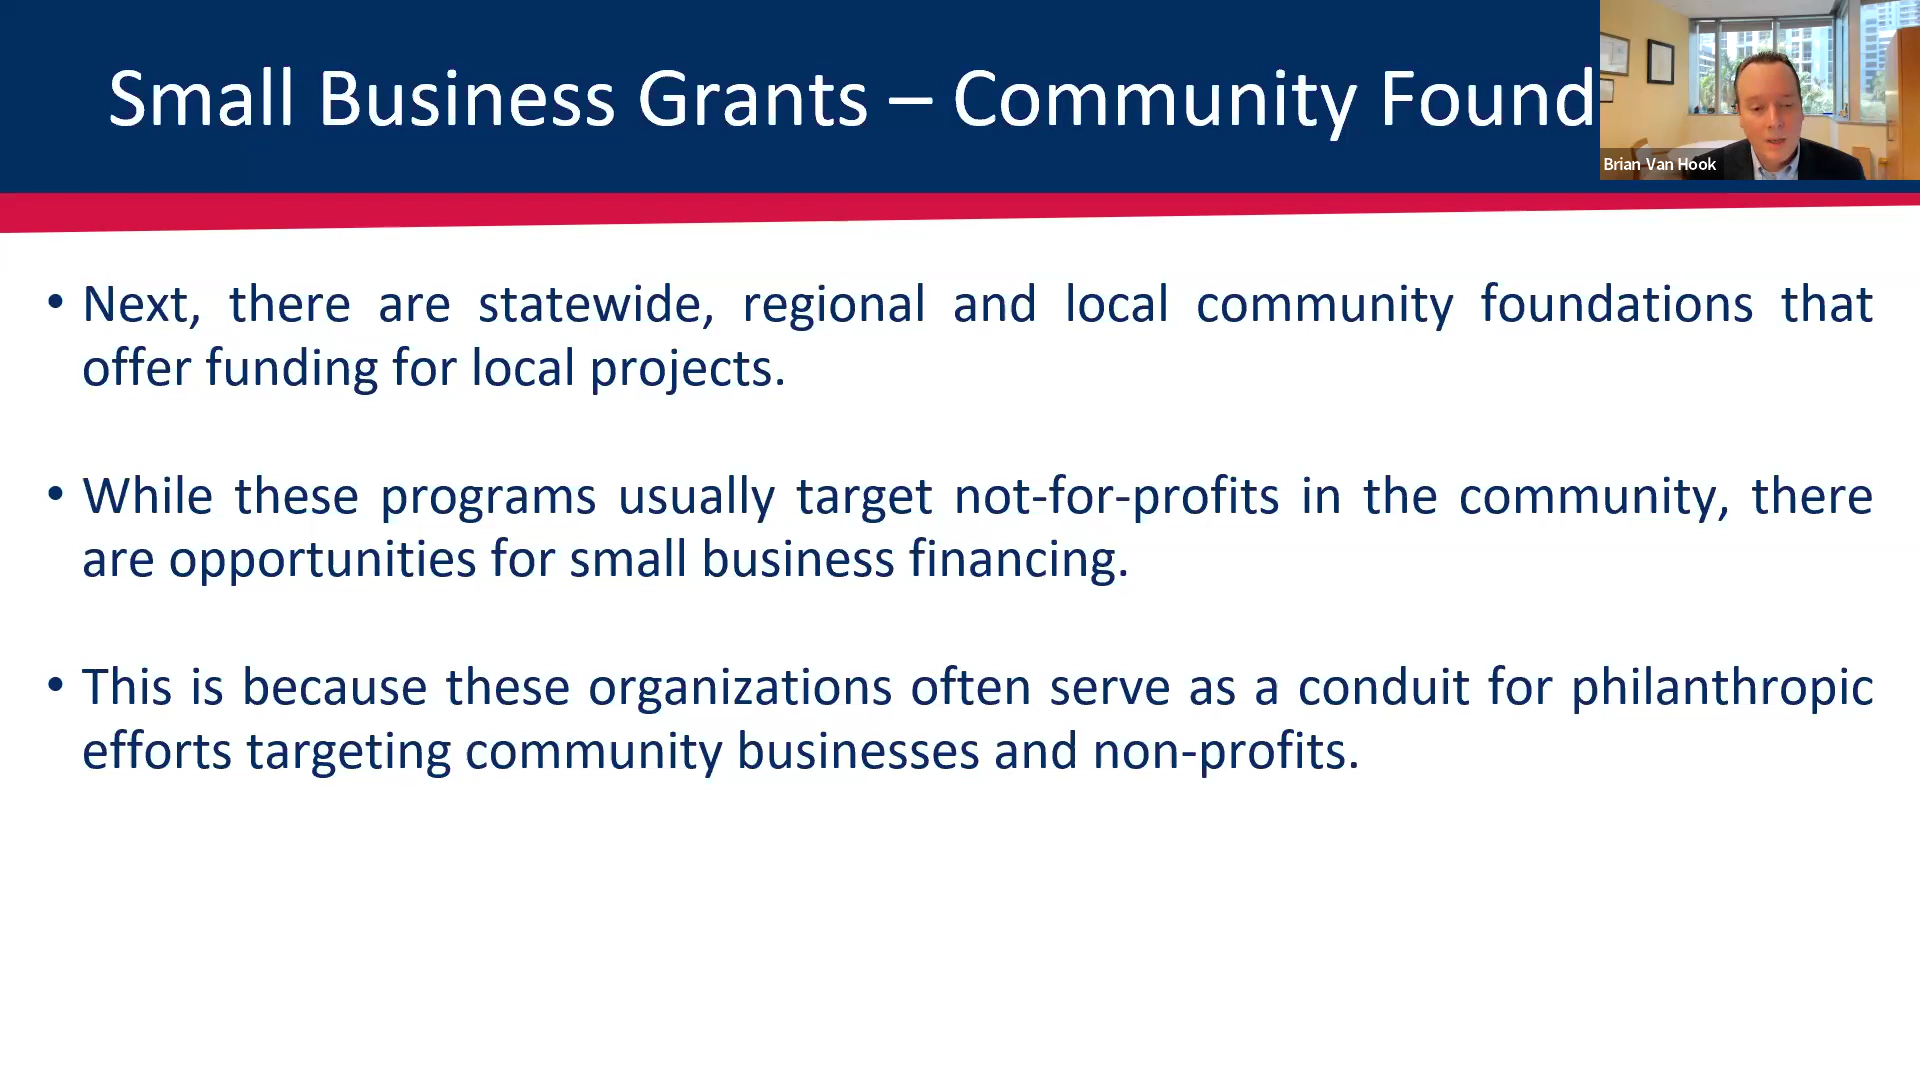 Small Business Grants – Community Found
Brian Van Hook
• Next, there are statewide, regional and local community foundations that
offer funding for local projects.
• While these programs usually target not-for-profits in the community, there
are opportunities for small business financing.
• This is because these organizations often serve as a conduit for philanthropic
efforts targeting community businesses and non-profits.